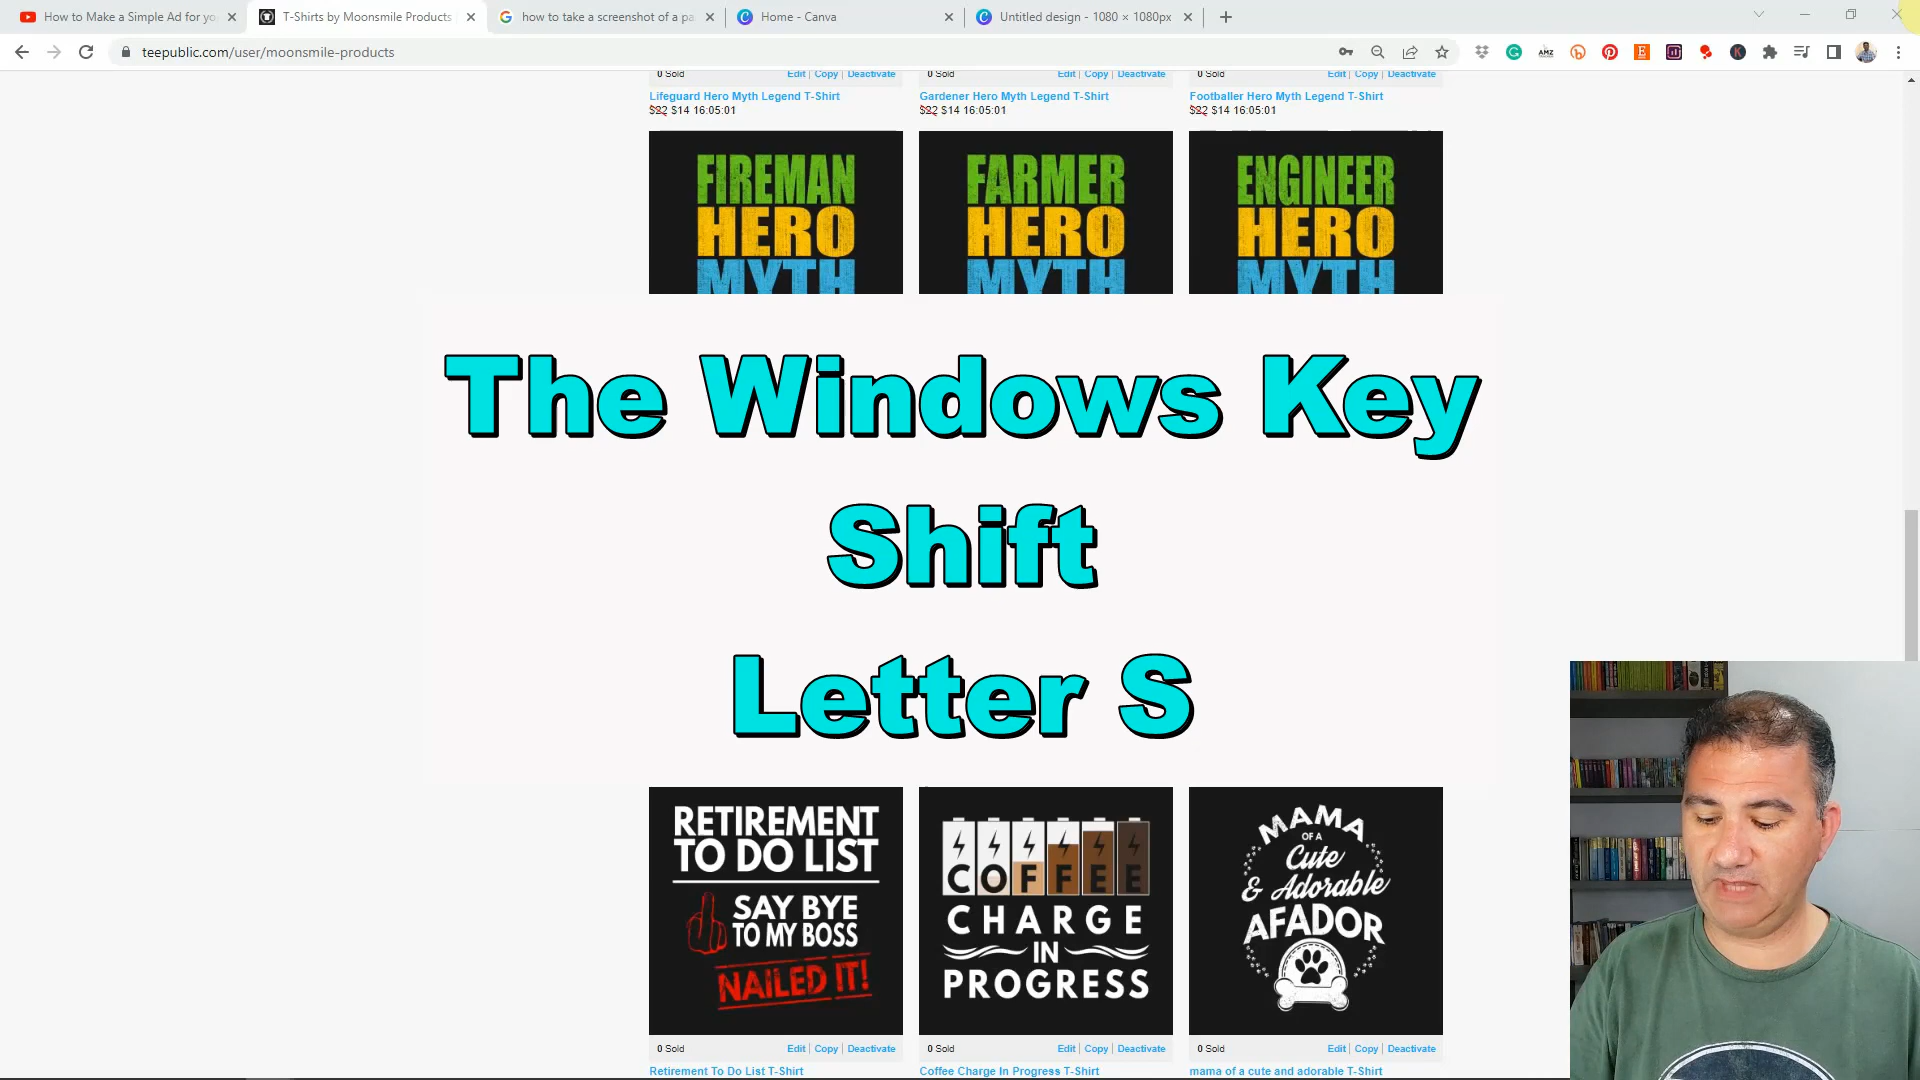 How to Make a Simple Ad for yo
T-Shirts by Moonsmile Products
how to take a screenshot of a pa
Home - Canva
Untitled design - 1080 × 1080px
teepublic.com/user/moonsmile-products
AMZ
0 Sold Edit Copy Deactivate
0 Sold Edit Copy Deactivate
0 Sold Edit Copy Deactivate
Lifeguard Hero Myth Legend T-Shirt
$22 $14 16:05:01
Gardener Hero Myth Legend T-Shirt
$22 $14 16:05:01
Footballer Hero Myth Legend T-Shirt
$22 $14 16:05:01
FIREMAN
HERO
MYTH
FARMER
HERO
MYTH
ENGINEER
HERO
MYTH
The Windows Key
Shift
Letter S
RETIREMENT
TO DO LIST
SAY BYE
TO MY BOSS
NAILED IT!
COFFEE
CHARGE
IN
PROGRESS
MAMA
OF A
Cute
& Adorable
AFADOR
0 Sold Edit Copy Deactivate
0 Sold Edit Copy Deactivate
0 Sold Edit Copy Deactivate
Retirement To Do List T-Shirt
Coffee Charge In Progress T-Shirt
mama of a cute and adorable T-Shirt